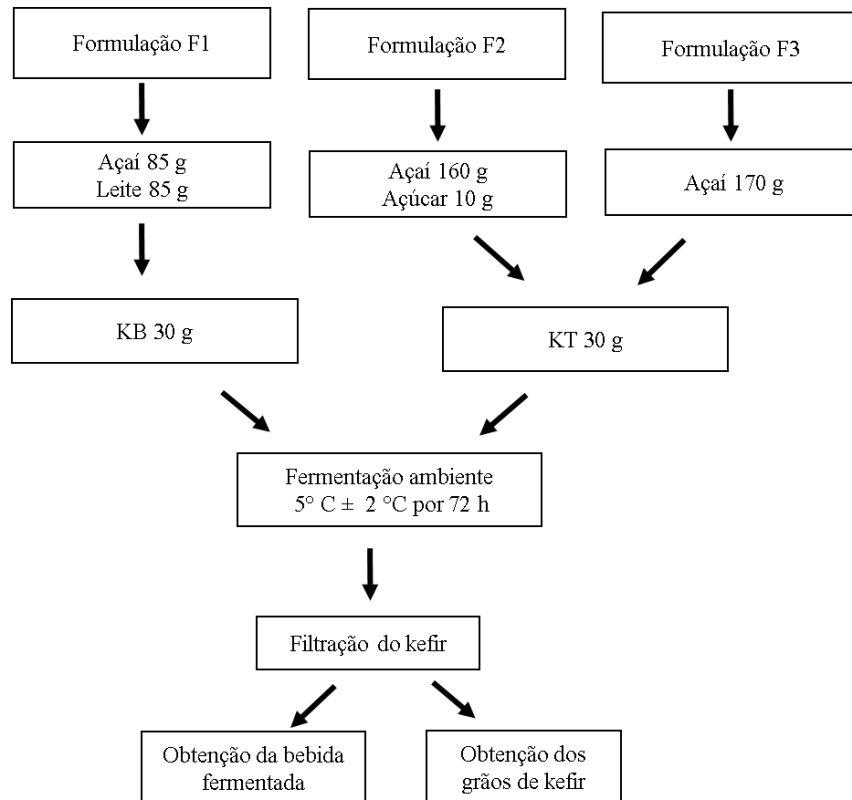 Formulação F1
Formulação F2
Formulação F3
Açaí 85 g
Leite 85 g
Açaí 160 g
Açúcar 10 g
Açaí 170 g
KB 30 g
KT 30 g
Fermentação ambiente
5° C ± 2 °C por 72 h
Filtração do kefir
Obtenção da bebida
fermentada
Obtenção dos
grãos de kefir